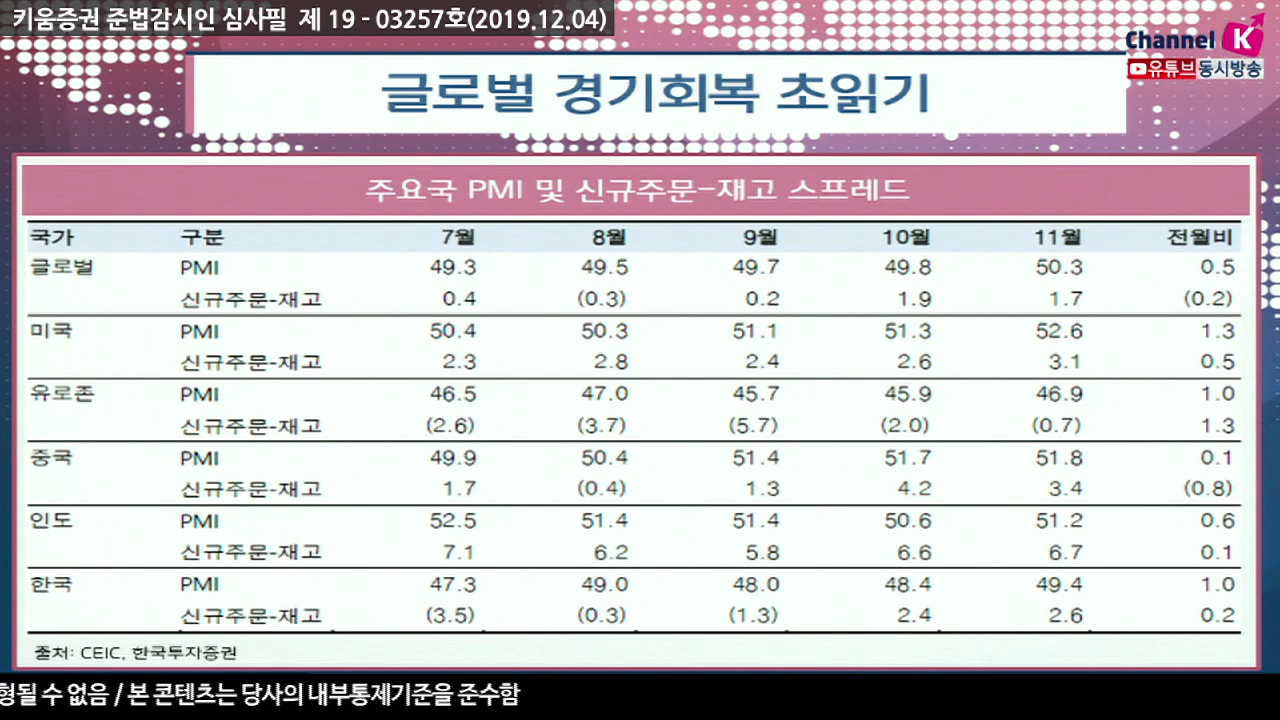 키움증권 준법감시인 심사필 제 19 - 03257호(2019.12.04)
Channel K
유튜브 동시방송
글로벌 경기회복 초읽기
주요국 PMI 및 신규주문-재고 스프레드
국가 구분 7월 8월 9월 10월 11월 전월비
글로벌 PMI 49.3 49.5 49.7 49.8 50.3 0.5
신규주문-재고 0.4 (0.3) 0.2 1.9 1.7 (0.2)
미국 PMI 50.4 50.3 51.1 51.3 52.6 1.3
신규주문-재고 2.3 2.8 2.4 2.6 3.1 0.5
유로존 PMI 46.5 47.0 45.7 45.9 46.9 1.0
신규주문-재고 (2.6) (3.7) (5.7) (2.0) (0.7) 1.3
중국 PMI 49.9 50.4 51.4 51.7 51.8 0.1
신규주문-재고 1.7 (0.4) 1.3 4.2 3.4 (0.8)
인도 PMI 52.5 51.4 51.4 50.6 51.2 0.6
신규주문-재고 7.1 6.2 5.8 6.6 6.7 0.1
한국 PMI 47.3 49.0 48.0 48.4 49.4 1.0
신규주문-재고 (3.5) (0.3) (1.3) 2.4 2.6 0.2
출처: CEIC, 한국투자증권
형될 수 없음 / 본 콘텐츠는 당사의 내부통제기준을 준수함